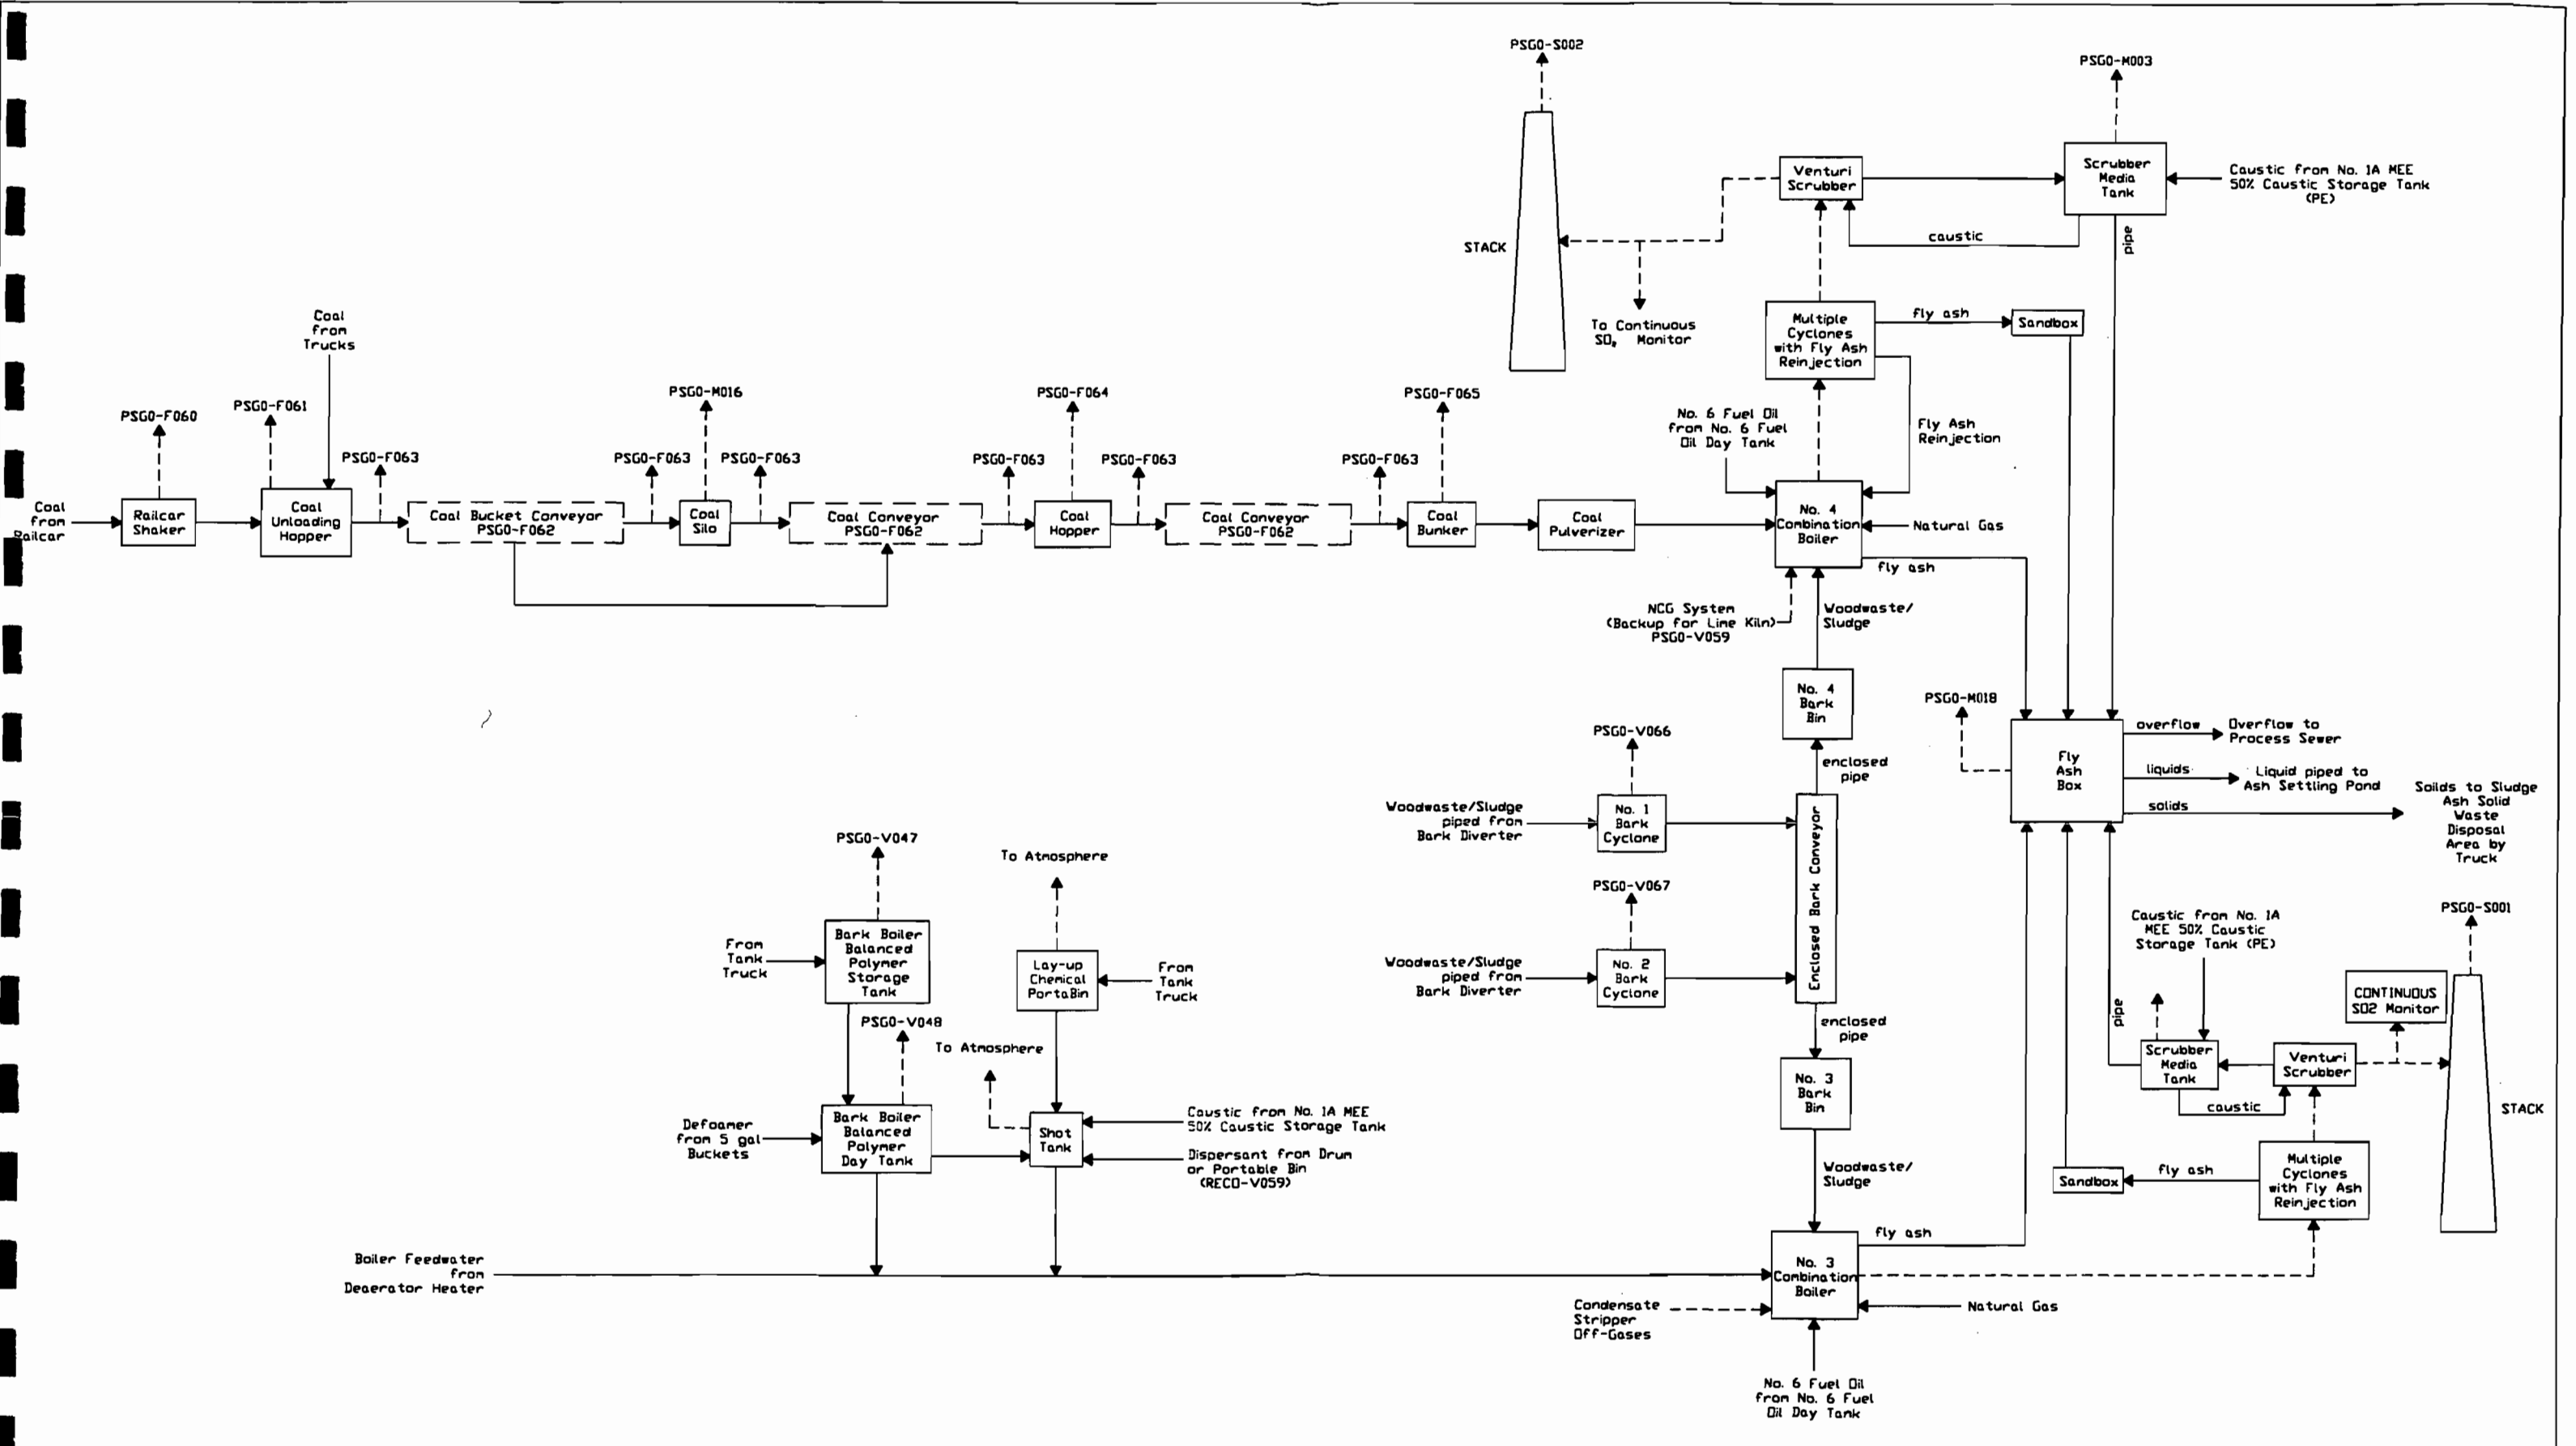 PSGO-S002
PSGO-M003
Venturi
Scrubber
Scrubber
Media
Tank
Caustic from No. 1A MEE
50% Caustic Storage Tank
(PE)
STACK
caustic
pipe
To Continuous
SO₂ Monitor
Multiple
Cyclones
with Fly Ash
Reinjection
fly ash
Sandbox
Coal
from
Trucks
PSGO-F060
PSGO-F061
PSGO-F063
PSGO-M016
PSGO-F063
PSGO-F063
PSGO-F064
PSGO-F063
PSGO-F063
PSGO-F065
PSGO-F063
No. 6 Fuel Oil
from No. 6 Fuel
Oil Day Tank
Fly Ash
Reinjection
Coal
from
Railcar
Railcar
Shaker
Coal
Unloading
Hopper
Coal Bucket Conveyor
PSGO-F062
Coal
Silo
Coal Conveyor
PSGO-F062
Coal
Hopper
Coal Conveyor
PSGO-F062
Coal
Bunker
Coal
Pulverizer
No. 4
Combination
Boiler
Natural Gas
fly ash
NCG System
(Backup for Lime Kiln)
PSGO-V059
Woodwaste/
Sludge
No. 4
Bark
Bin
enclosed
pipe
PSGO-M018
Fly
Ash
Box
overflow
Overflow to
Process Sewer
liquids
Liquid piped to
Ash Settling Pond
solids
Soilds to Sludge
Ash Solid
Waste
Disposal
Area by
Truck
PSGO-V066
Woodwaste/Sludge
piped from
Bark Diverter
No. 1
Bark
Cyclone
Enclosed Bark Conveyor
PSGO-V067
Woodwaste/Sludge
piped from
Bark Diverter
No. 2
Bark
Cyclone
enclosed
pipe
No. 3
Bark
Bin
Woodwaste/
Sludge
PSGO-V047
From
Tank
Truck
Bark Boiler
Balanced
Polymer
Storage
Tank
To Atmosphere
Lay-up
Chemical
PortaBin
From
Tank
Truck
PSGO-V048
To Atmosphere
Defoamer
from 5 gal
Buckets
Bark Boiler
Balanced
Polymer
Day Tank
Shot
Tank
Caustic from No. 1A MEE
50% Caustic Storage Tank
Dispersant from Drum
or Portable Bin
(RECO-V059)
Caustic from No. 1A
MEE 50% Caustic
Storage Tank (PE)
PSGO-S001
CONTINUOUS
SO2 Monitor
pipe
Scrubber
Media
Tank
Venturi
Scrubber
caustic
STACK
Sandbox
fly ash
Multiple
Cyclones
with Fly Ash
Reinjection
Boiler Feedwater
from
Deaerator Heater
fly ash
No. 3
Combination
Boiler
Condensate
Stripper
Off-Gases
Natural Gas
No. 6 Fuel Oil
from No. 6 Fuel
Oil Day Tank